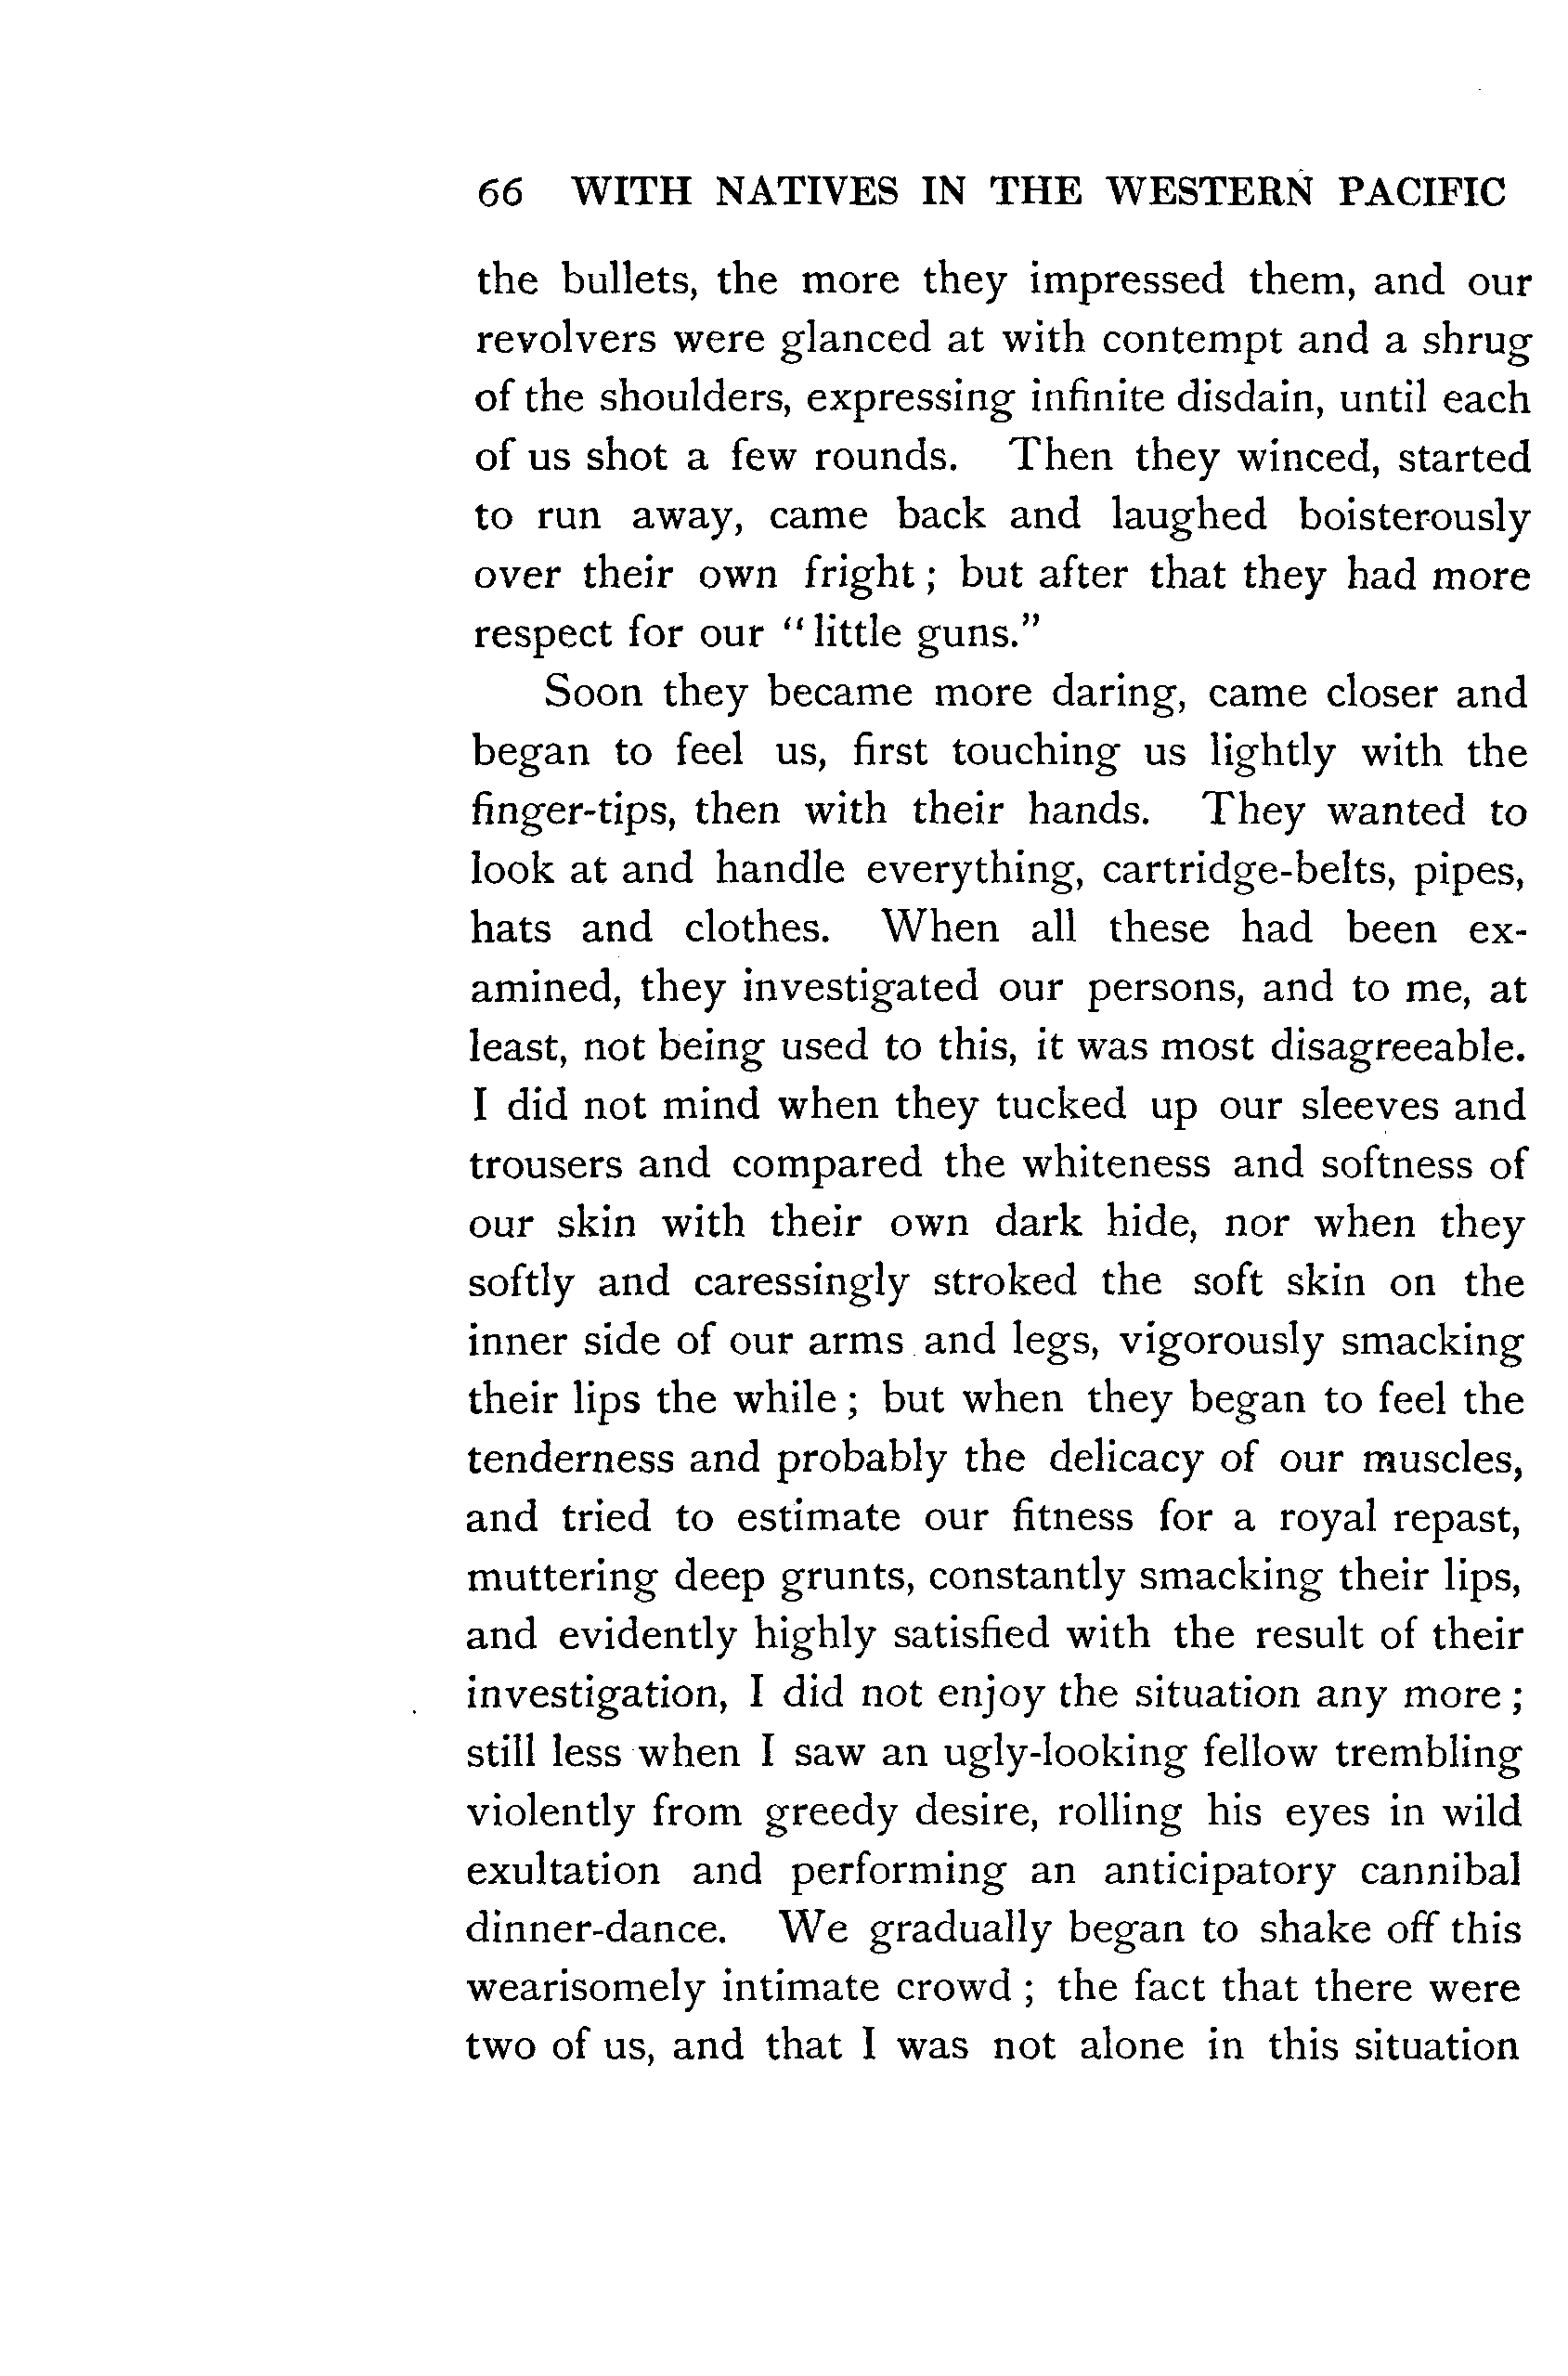 66 WITH NATIVES IN THE WESTERN PACIFIC
the bullets, the more they impressed them, and our
revolvers were glanced at with contempt and a shrug
of the shoulders, expressing infinite disdain, until each
of us shot a few rounds. Then they winced, started
to run away, came back and laughed boisterously
over their own fright ; but after that they had more
respect for our “little guns.”
Soon they became more daring, came closer and
began to feel us, first touching us lightly with the
finger-tips, then with their hands. They wanted to
look at and handle everything, cartridge-belts, pipes,
hats and clothes. When all these had been ex-
amined, they investigated our persons, and to me, at
least, not being used to this, it was most disagreeable.
I did not mind when they tucked up our sleeves and
trousers and compared the whiteness and softness of
our skin with their own dark hide, nor when they
softly and caressingly stroked the soft skin on the
inner side of our arms and legs, vigorously smacking
their lips the while ; but when they began to feel the
tenderness and probably the delicacy of our muscles,
and tried to estimate our fitness for a royal repast,
muttering deep grunts, constantly smacking their lips,
and evidently highly satisfied with the result of their
investigation, I did not enjoy the situation any more ;
still less when I saw an ugly-looking fellow trembling
violently from greedy desire, rolling his eyes in wild
exultation and performing an anticipatory cannibal
dinner-dance. We gradually began to shake off this
wearisomely intimate crowd ; the fact that there were
two of us, and that I was not alone in this situation